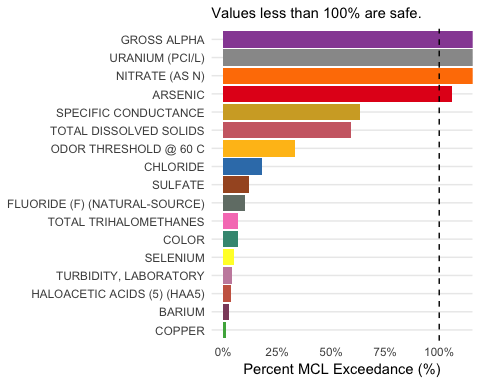 Values less than 100% are safe.
GROSS ALPHA
URANIUM (PCI/L)
NITRATE (AS N)
ARSENIC
SPECIFIC CONDUCTANCE
TOTAL DISSOLVED SOLIDS
ODOR THRESHOLD @ 60 C
CHLORIDE
SULFATE
FLUORIDE (F) (NATURAL-SOURCE)
TOTAL TRIHALOMETHANES
COLOR
SELENIUM
TURBIDITY, LABORATORY
HALOACETIC ACIDS (5) (HAA5)
BARIUM
COPPER
0% 25% 50% 75% 100%
Percent MCL Exceedance (%)